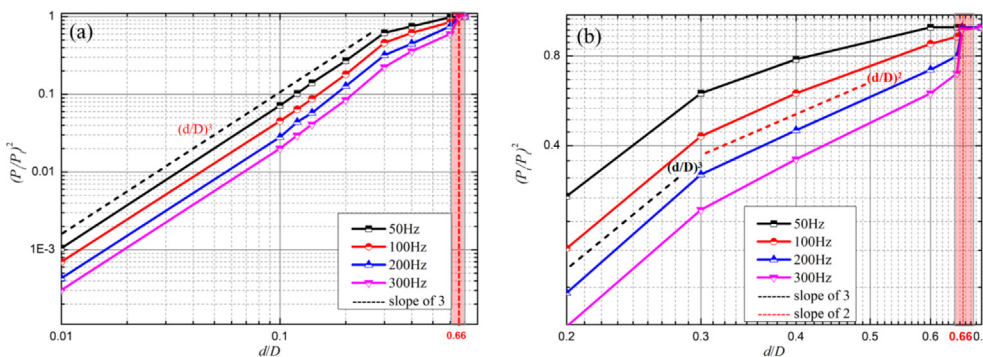 (a)
(b)
1
0.1
0.01
1E-3
(P_t/P_i)^2
(d/D)^3
50Hz
100Hz
200Hz
300Hz
slope of 3
0.01
0.1
0.66
d/D
0.8
0.4
(d/D)^2
(d/D)^3
50Hz
100Hz
200Hz
300Hz
slope of 3
slope of 2
0.2
0.3
0.4
0.5
0.6
0.66
d/D